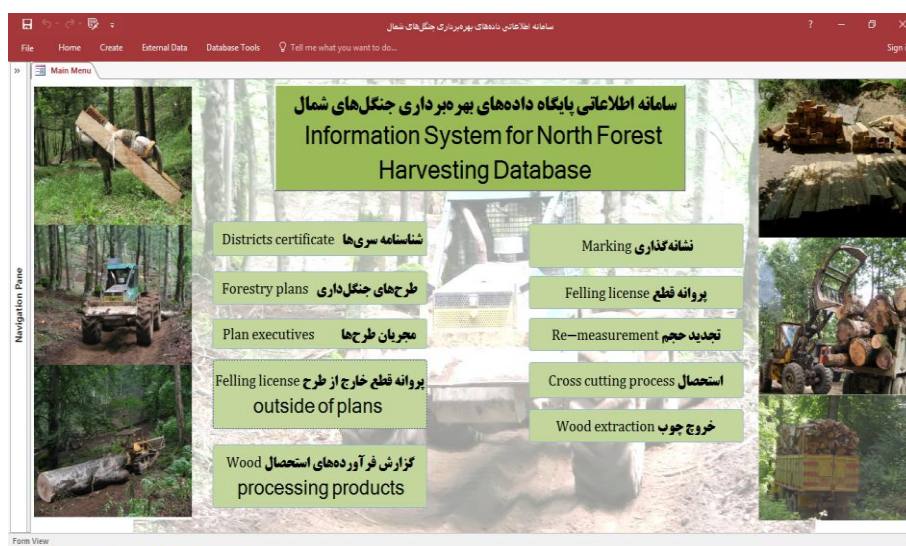 سامانه اطلاعاتی داده‌های بهره‌برداری جنگل‌های شمال
File Home Create External Data Database Tools Tell me what you want to do... Sign i
Main Menu
Navigation Pane
سامانه اطلاعاتی پایگاه داده‌های بهره‌برداری جنگل‌های شمال
Information System for North Forest
Harvesting Database
Districts certificate شناسنامه سری‌ها
Forestry plans طرح‌های جنگل‌داری
Plan executives مجریان طرح‌ها
Felling license پروانه قطع خارج از طرح
outside of plans
گزارش فرآورده‌های استحصال Wood
processing products
Marking نشانه‌گذاری
Felling license پروانه قطع
Re–measurement تجدید حجم
Cross cutting process استحصال
Wood extraction خروج چوب
Form View